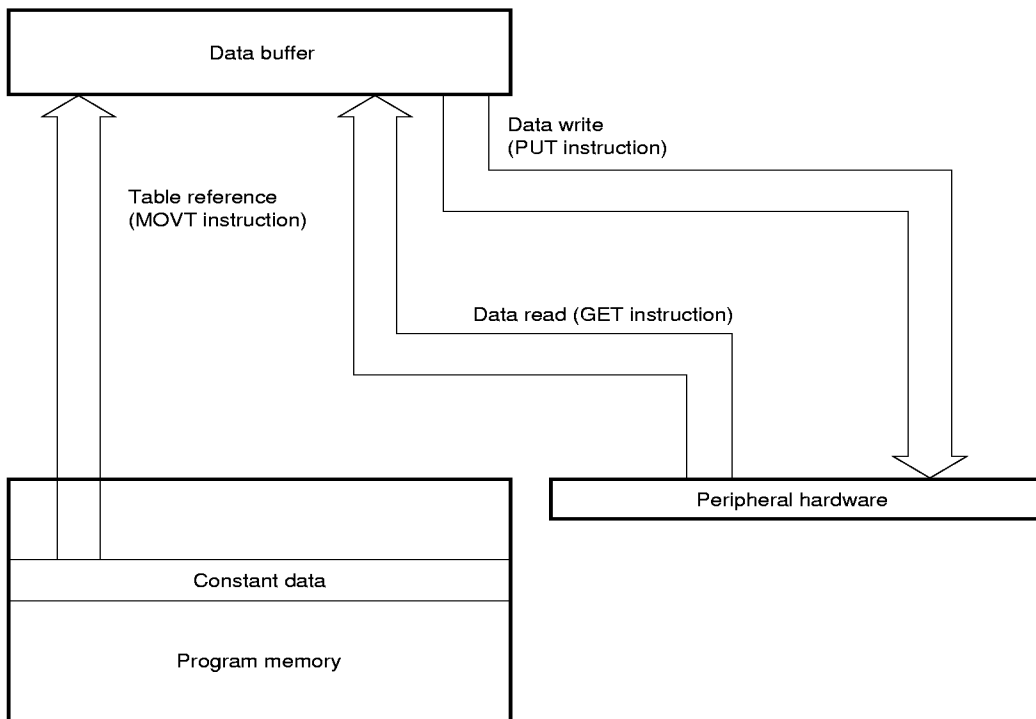 Data buffer
Data write
(PUT instruction)
Table reference
(MOVT instruction)
Data read (GET instruction)
Peripheral hardware
Constant data
Program memory